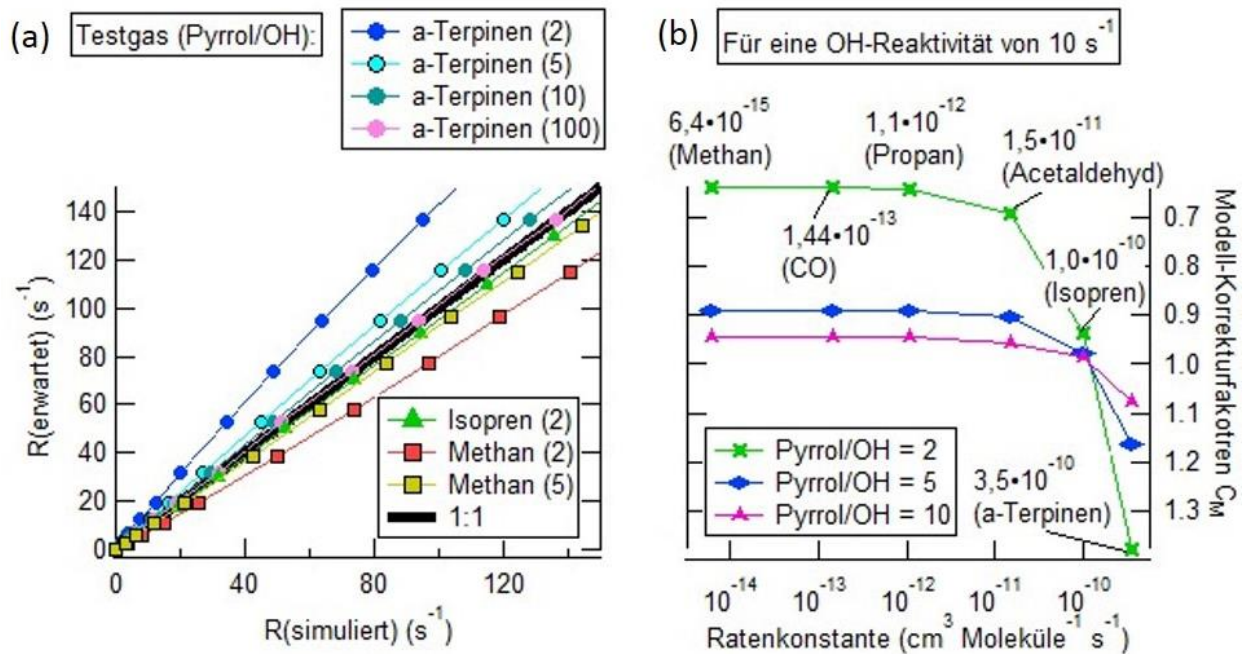 (a)
Testgas (Pyrrol/OH):
a-Terpinen (2)
a-Terpinen (5)
a-Terpinen (10)
a-Terpinen (100)
R(erwartet) (s⁻¹)
140
120
100
80
60
40
20
0
Isopren (2)
Methan (2)
Methan (5)
1:1
0
40
80
120
R(simuliert) (s⁻¹)
(b)
Für eine OH-Reaktivität von 10 s⁻¹
6,4•10⁻¹⁵
(Methan)
1,1•10⁻¹²
(Propan)
1,5•10⁻¹¹
(Acetaldehyd)
1,44•10⁻¹³
(CO)
1,0•10⁻¹⁰
(Isopren)
Pyrrol/OH = 2
Pyrrol/OH = 5
Pyrrol/OH = 10
3,5•10⁻¹⁰
(a-Terpinen)
0.7
0.8
0.9
1.0
1.1
1.2
1.3
Modell-Korrekturfakotren C_M
10⁻¹⁴
10⁻¹³
10⁻¹²
10⁻¹¹
10⁻¹⁰
Ratenkonstante (cm³ Moleküle⁻¹ s⁻¹)